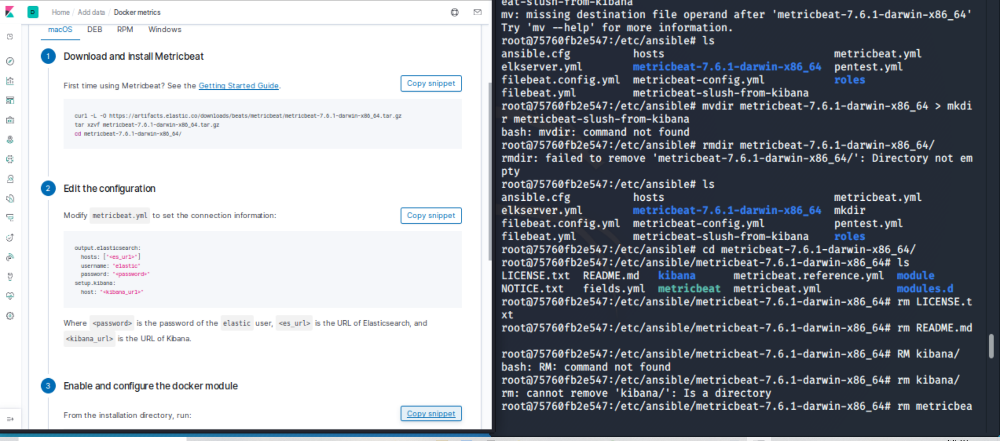 D
Home / Add data / Docker metrics
macOS DEB RPM Windows
1 Download and install Metricbeat
First time using Metricbeat? See the Getting Started Guide.
Copy snippet
curl -L -O https://artifacts.elastic.co/downloads/beats/metricbeat/metricbeat-7.6.1-darwin-x86_64.tar.gz
tar xzvf metricbeat-7.6.1-darwin-x86_64.tar.gz
cd metricbeat-7.6.1-darwin-x86_64/
2 Edit the configuration
Modify metricbeat.yml to set the connection information:
Copy snippet
output.elasticsearch:
hosts: ["<es_url>"]
username: "elastic"
password: "<password>"
setup.kibana:
host: "<kibana_url>"
Where <password> is the password of the elastic user, <es_url> is the URL of Elasticsearch, and
<kibana_url> is the URL of Kibana.
3 Enable and configure the docker module
From the installation directory, run:
Copy snippet
eat-slush-from-kibana
mv: missing destination file operand after 'metricbeat-7.6.1-darwin-x86_64'
Try 'mv --help' for more information.
root@75760fb2e547:/etc/ansible# ls
ansible.cfg hosts metricbeat.yml
elkserver.yml metricbeat-7.6.1-darwin-x86_64 pentest.yml
filebeat.config.yml metricbeat-config.yml roles
filebeat.yml metricbeat-slush-from-kibana
root@75760fb2e547:/etc/ansible# mvdir metricbeat-7.6.1-darwin-x86_64 > mkdi
r metricbeat-slush-from-kibana
bash: mvdir: command not found
root@75760fb2e547:/etc/ansible# rmdir metricbeat-7.6.1-darwin-x86_64/
rmdir: failed to remove 'metricbeat-7.6.1-darwin-x86_64/': Directory not em
pty
root@75760fb2e547:/etc/ansible# ls
ansible.cfg hosts metricbeat.yml
elkserver.yml metricbeat-7.6.1-darwin-x86_64 mkdir
filebeat.config.yml metricbeat-config.yml pentest.yml
filebeat.yml metricbeat-slush-from-kibana roles
root@75760fb2e547:/etc/ansible# cd metricbeat-7.6.1-darwin-x86_64/
root@75760fb2e547:/etc/ansible/metricbeat-7.6.1-darwin-x86_64# ls
LICENSE.txt README.md kibana metricbeat.reference.yml module
NOTICE.txt fields.yml metricbeat metricbeat.yml modules.d
root@75760fb2e547:/etc/ansible/metricbeat-7.6.1-darwin-x86_64# rm LICENSE.t
xt
root@75760fb2e547:/etc/ansible/metricbeat-7.6.1-darwin-x86_64# rm README.md
root@75760fb2e547:/etc/ansible/metricbeat-7.6.1-darwin-x86_64# RM kibana/
bash: RM: command not found
root@75760fb2e547:/etc/ansible/metricbeat-7.6.1-darwin-x86_64# rm kibana/
rm: cannot remove 'kibana/': Is a directory
root@75760fb2e547:/etc/ansible/metricbeat-7.6.1-darwin-x86_64# rm metricbea